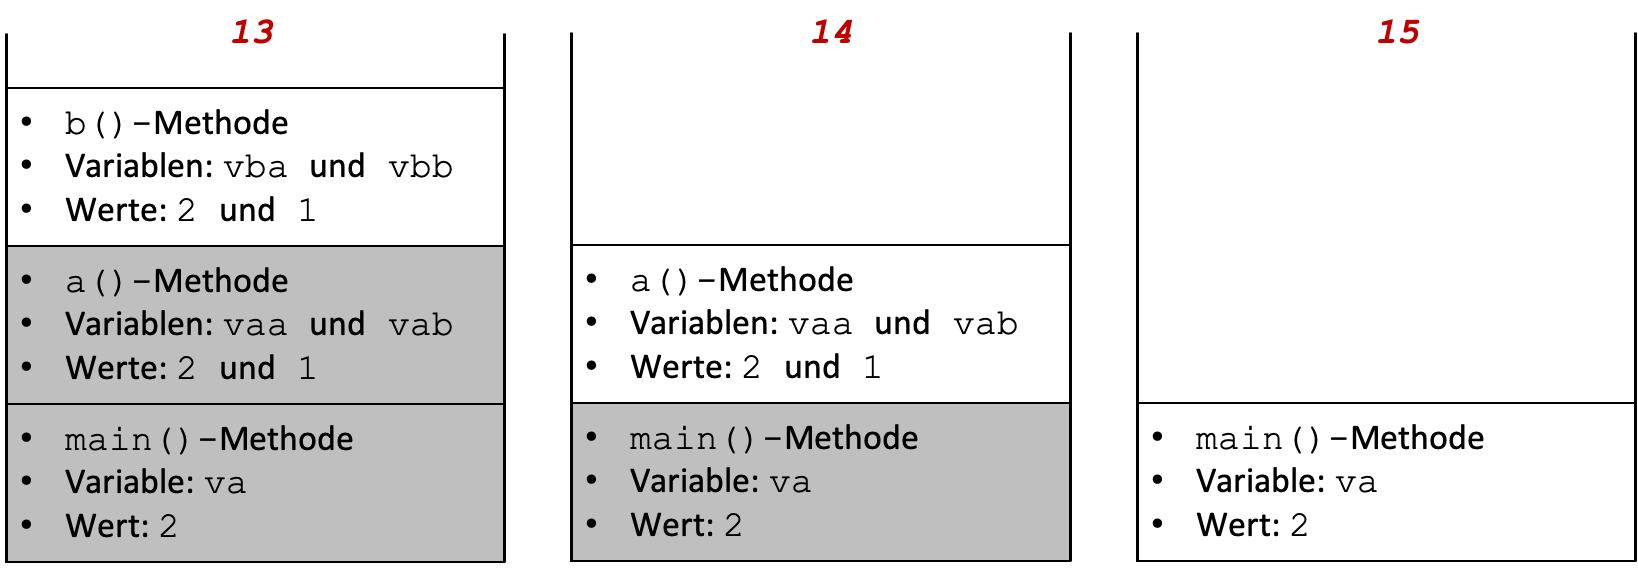 13
• b()-Methode
• Variablen: vba und vbb
• Werte: 2 und 1
• a()-Methode
• Variablen: vaa und vab
• Werte: 2 und 1
• main()-Methode
• Variable: va
• Wert: 2
14
• a()-Methode
• Variablen: vaa und vab
• Werte: 2 und 1
• main()-Methode
• Variable: va
• Wert: 2
15
• main()-Methode
• Variable: va
• Wert: 2